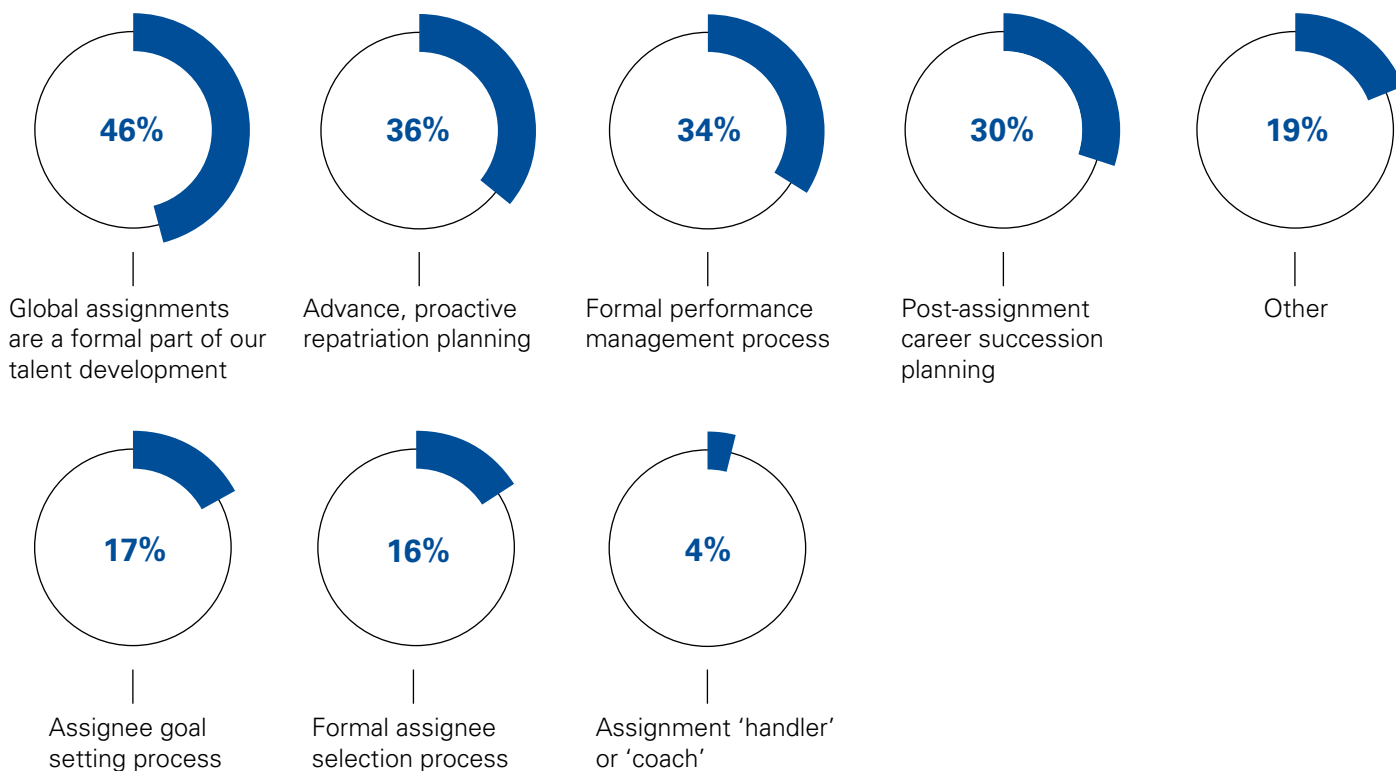 46%
Global assignments
are a formal part of our
talent development
36%
Advance, proactive
repatriation planning
34%
Formal performance
management process
30%
Post-assignment
career succession
planning
19%
Other
17%
Assignee goal
setting process
16%
Formal assignee
selection process
4%
Assignment ‘handler’
or ‘coach’